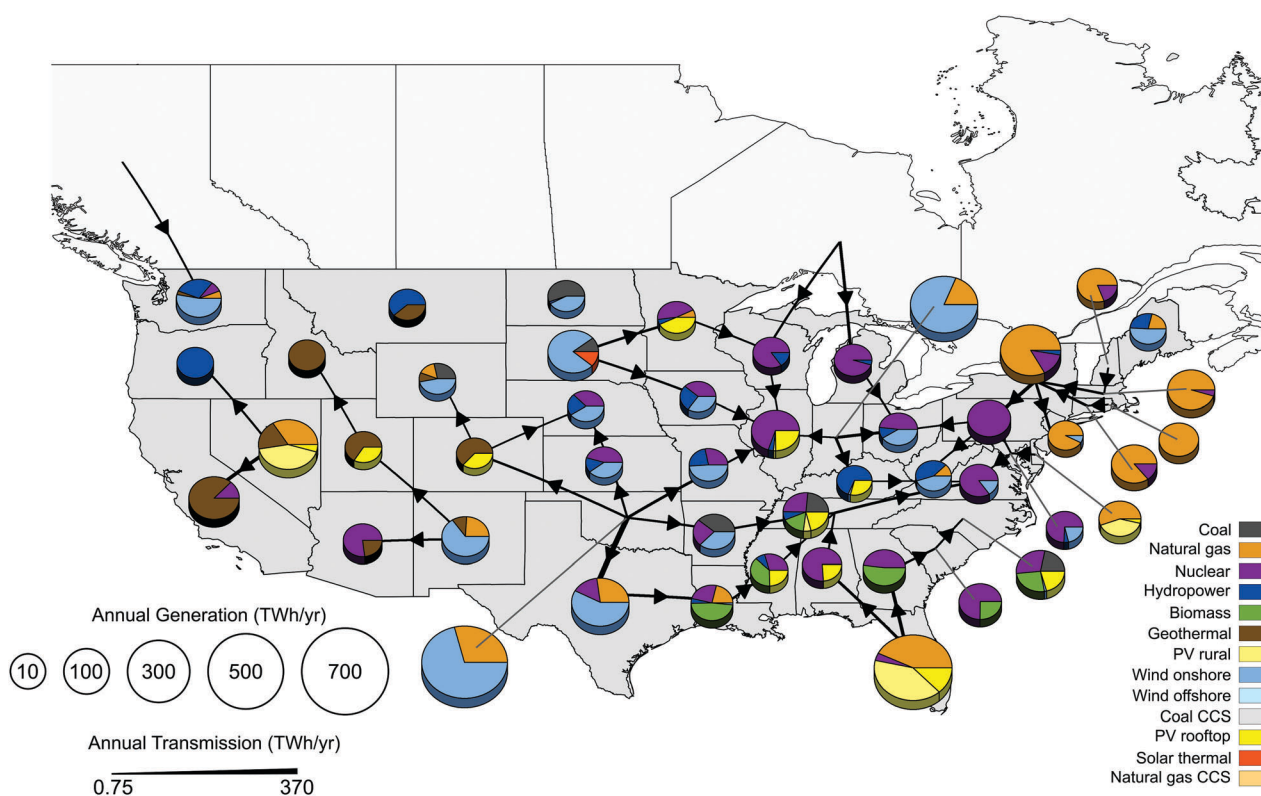 Annual Generation (TWh/yr)
10
100
300
500
700
Annual Transmission (TWh/yr)
0.75
370
Coal
Natural gas
Nuclear
Hydropower
Biomass
Geothermal
PV rural
Wind onshore
Wind offshore
Coal CCS
PV rooftop
Solar thermal
Natural gas CCS